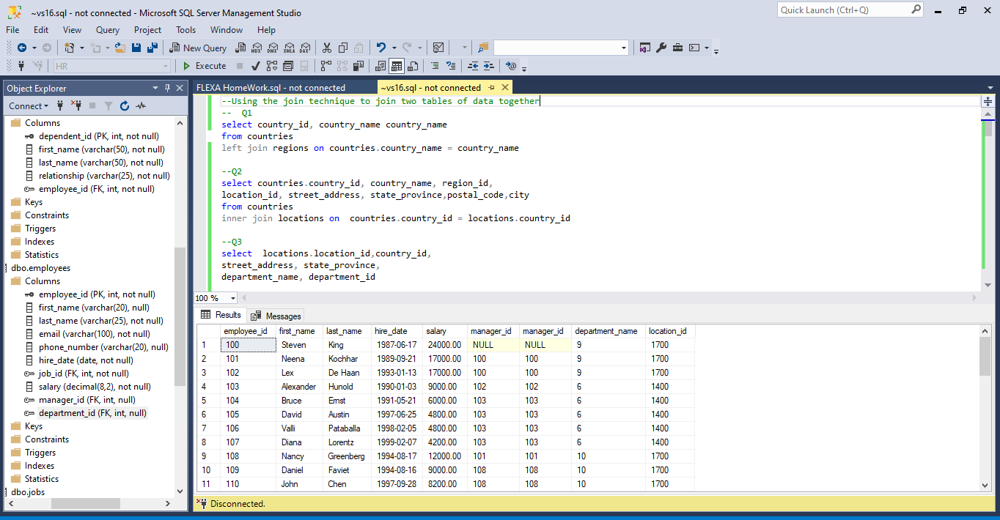 ~vs16.sql - not connected - Microsoft SQL Server Management Studio
Quick Launch (Ctrl+Q)
File Edit View Query Project Tools Window Help
New Query MDX DMX XMLA DAX
HR Execute
Object Explorer
FLEXA HomeWork.sql - not connected ~vs16.sql - not connected
Connect
Columns
dependent_id (PK, int, not null)
first_name (varchar(50), not null)
last_name (varchar(50), not null)
relationship (varchar(25), not null)
employee_id (FK, int, not null)
Keys
Constraints
Triggers
Indexes
Statistics
dbo.employees
Columns
employee_id (PK, int, not null)
first_name (varchar(20), null)
last_name (varchar(25), not null)
email (varchar(100), not null)
phone_number (varchar(20), null)
hire_date (date, not null)
job_id (FK, int, not null)
salary (decimal(8,2), not null)
manager_id (FK, int, null)
department_id (FK, int, null)
Keys
Constraints
Triggers
Indexes
Statistics
dbo.jobs
--Using the join technique to join two tables of data together
-- Q1
select country_id, country_name country_name
from countries
left join regions on countries.country_name = country_name
--Q2
select countries.country_id, country_name, region_id,
location_id, street_address, state_province,postal_code,city
from countries
inner join locations on countries.country_id = locations.country_id
--Q3
select locations.location_id,country_id,
street_address, state_province,
department_name, department_id
100 %
Results Messages
employee_id first_name last_name hire_date salary manager_id manager_id department_name location_id
1 100 Steven King 1987-06-17 24000.00 NULL NULL 9 1700
2 101 Neena Kochhar 1989-09-21 17000.00 100 100 9 1700
3 102 Lex De Haan 1993-01-13 17000.00 100 100 9 1700
4 103 Alexander Hunold 1990-01-03 9000.00 102 102 6 1400
5 104 Bruce Ernst 1991-05-21 6000.00 103 103 6 1400
6 105 David Austin 1997-06-25 4800.00 103 103 6 1400
7 106 Valli Pataballa 1998-02-05 4800.00 103 103 6 1400
8 107 Diana Lorentz 1999-02-07 4200.00 103 103 6 1400
9 108 Nancy Greenberg 1994-08-17 12000.00 101 101 10 1700
10 109 Daniel Faviet 1994-08-16 9000.00 108 108 10 1700
11 110 John Chen 1997-09-28 8200.00 108 108 10 1700
Disconnected.